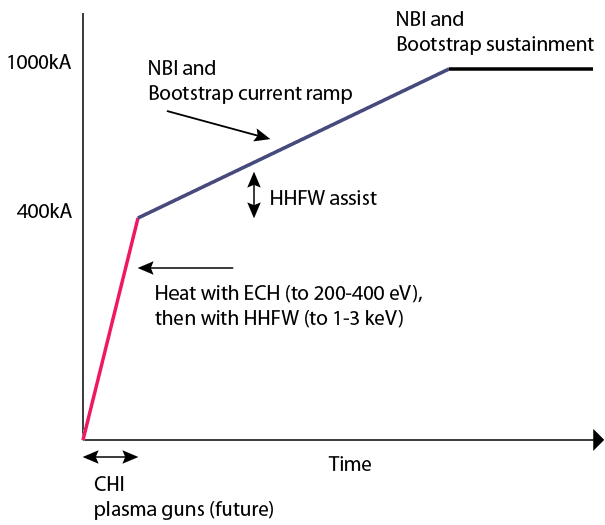 NBI and
Bootstrap sustainment
1000kA
NBI and
Bootstrap current ramp
HHFW assist
400kA
Heat with ECH (to 200-400 eV),
then with HHFW (to 1-3 keV)
Time
CHI
plasma guns (future)